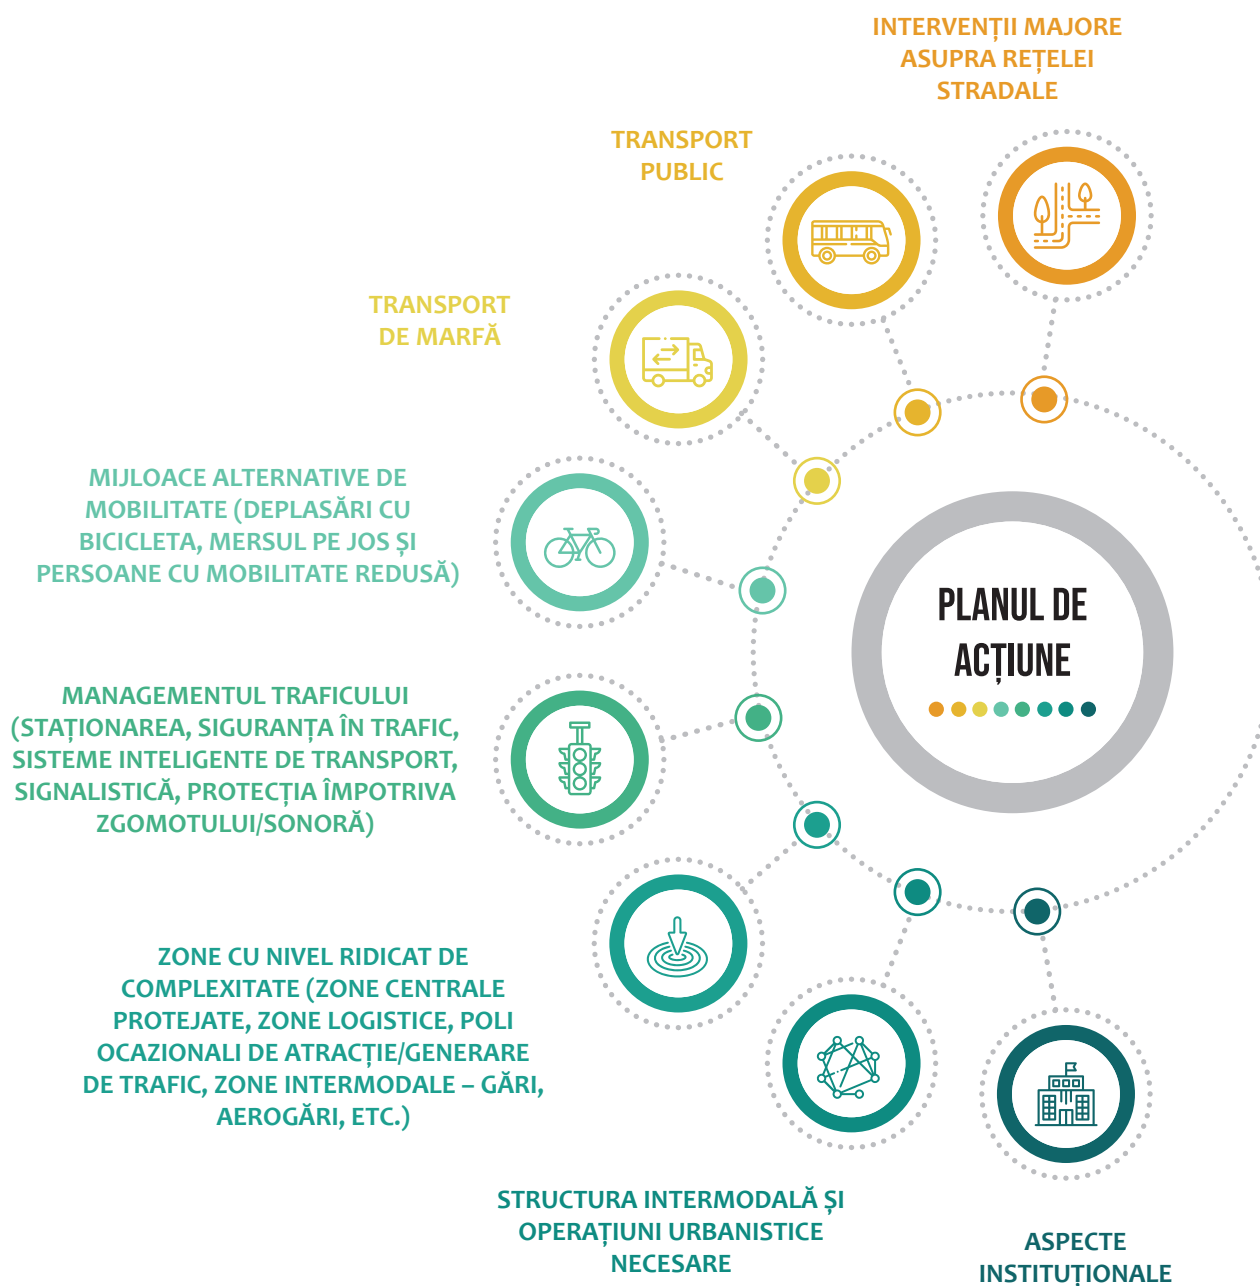 INTERVENȚII MAJORE
ASUPRA REȚELEI
STRADALE
TRANSPORT
PUBLIC
TRANSPORT
DE MARFĂ
MIJLOACE ALTERNATIVE DE
MOBILITATE (DEPLASĂRI CU
BICICLETA, MERSUL PE JOS ȘI
PERSOANE CU MOBILITATE REDUSĂ)
PLANUL DE
ACȚIUNE
MANAGEMENTUL TRAFICULUI
(STAȚIONAREA, SIGURANȚA ÎN TRAFIC,
SISTEME INTELIGENTE DE TRANSPORT,
SIGNALISTICĂ, PROTECȚIA ÎMPOTRIVA
ZGOMOTULUI/SONORĂ)
ZONE CU NIVEL RIDICAT DE
COMPLEXITATE (ZONE CENTRALE
PROTEJATE, ZONE LOGISTICE, POLI
OCAZIONALI DE ATRACȚIE/GENERARE
DE TRAFIC, ZONE INTERMODALE – GĂRI,
AEROGĂRI, ETC.)
STRUCTURA INTERMODALĂ ȘI
OPERAȚIUNI URBANISTICE
NECESARE
ASPECTE
INSTITUȚIONALE